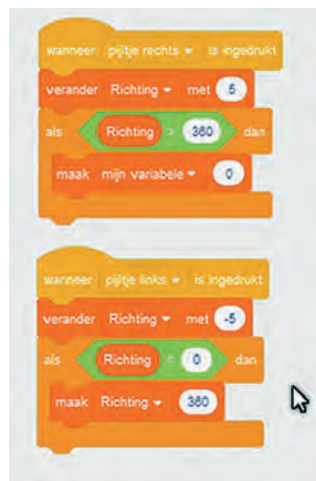 wanneer pijltje rechts is ingedrukt
verander Richting met 5
als Richting > 360 dan
maak mijn variabele 0
wanneer pijltje links is ingedrukt
verander Richting met -5
als Richting < 0 dan
maak Richting 360